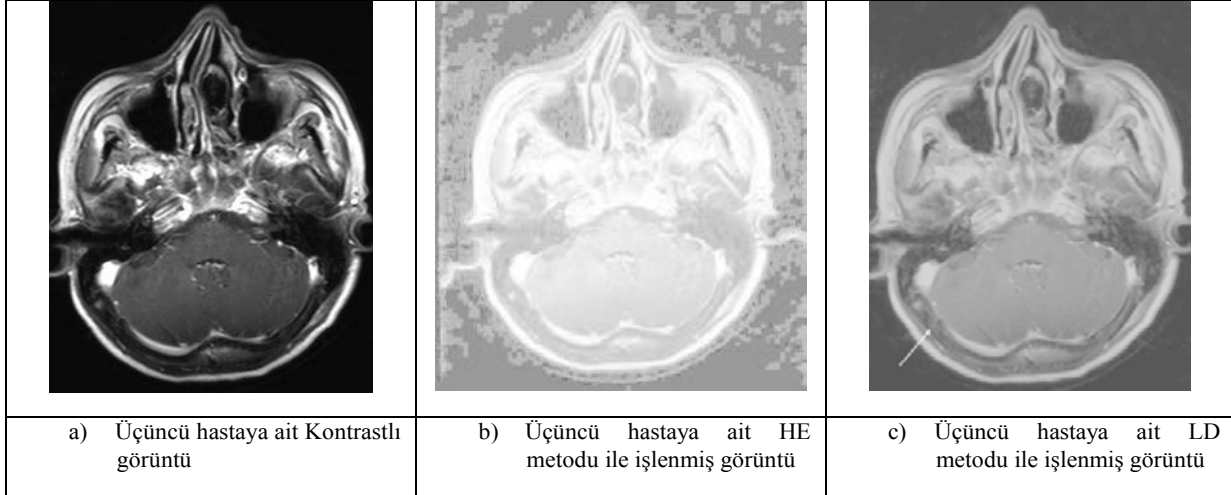 a) Üçüncü hastaya ait Kontrastlı
görüntü
b) Üçüncü hastaya ait HE
metodu ile işlenmiş görüntü
c) Üçüncü hastaya ait LD
metodu ile işlenmiş görüntü